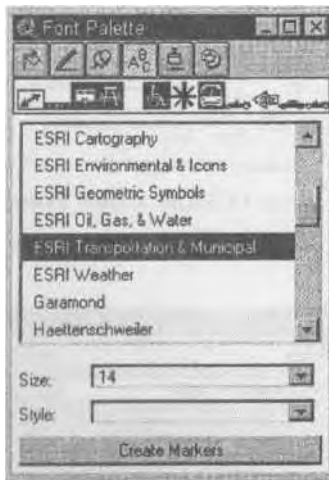 Font Palette
ABC
ESRI Cartography
ESRI Environmental & Icons
ESRI Geometric Symbols
ESRI Oil, Gas, & Water
ESRI Transportation & Municipal
ESRI Weather
Garamond
Haettenschweiler
Size: 14
Style:
Create Markers